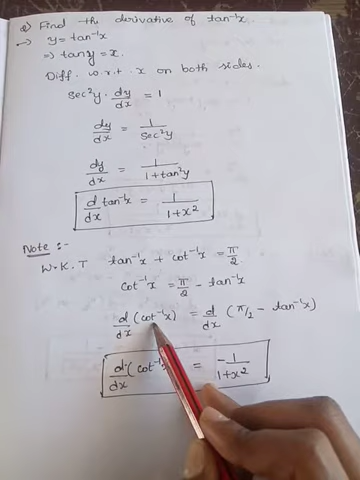 Q) Find the derivative of tan⁻¹x
→ y = tan⁻¹x
⇒ tan y = x.
Diff. w.r.t. x on both sides.
sec²y · dy/dx = 1
dy/dx = 1/sec²y
dy/dx = 1/1+tan²y
d/dx tan⁻¹x = 1/1+x²
Note :-
W.K.T tan⁻¹x + cot⁻¹x = π/2
cot⁻¹x = π/2 - tan⁻¹x
d/dx (cot⁻¹x) = d/dx (π/2 - tan⁻¹x)
d/dx (cot⁻¹ = -1/1+x²